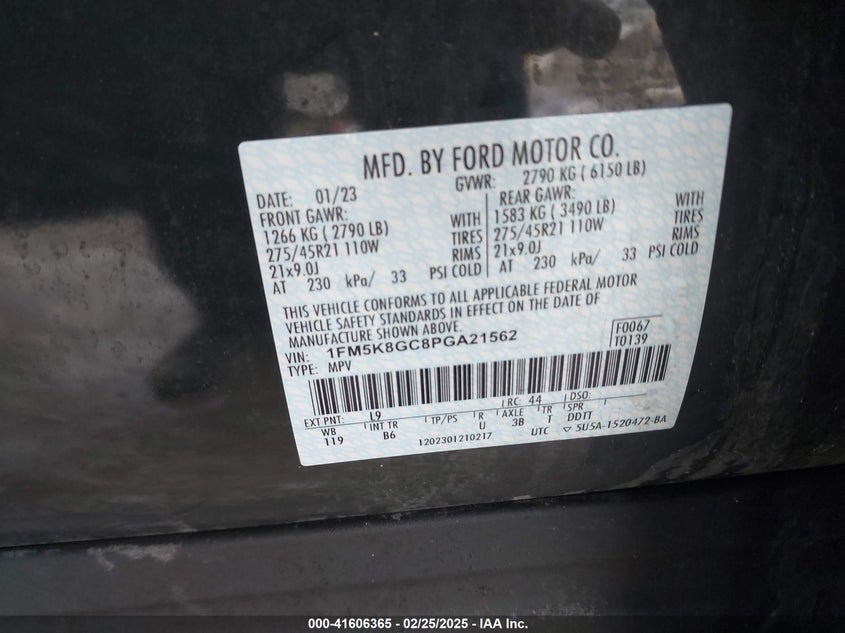 MFD. BY FORD MOTOR CO.
DATE: 01/23 GVWR: 2790 KG ( 6150 LB)
FRONT GAWR: REAR GAWR:
1266 KG ( 2790 LB) WITH 1583 KG ( 3490 LB) WITH
275/45R21 110W TIRES 275/45R21 110W TIRES
21x9.0J RIMS 21x9.0J RIMS
AT 230 kPa/ 33 PSI COLD AT 230 kPa/ 33 PSI COLD
THIS VEHICLE CONFORMS TO ALL APPLICABLE FEDERAL MOTOR
VEHICLE SAFETY STANDARDS IN EFFECT ON THE DATE OF
MANUFACTURE SHOWN ABOVE.
VIN: 1FM5K8GC8PGA21562 F0067
TYPE: MPV T0139
EXT PNT: L9 RC: 44 DSO:
WB INT TR TP/PS R AXLE TR SPR
119 B6 U 3B T DDTT
1202301210217 UTC ▽ 5U5A-1520472-BA
000-41606365 - 02/25/2025 - IAA Inc.